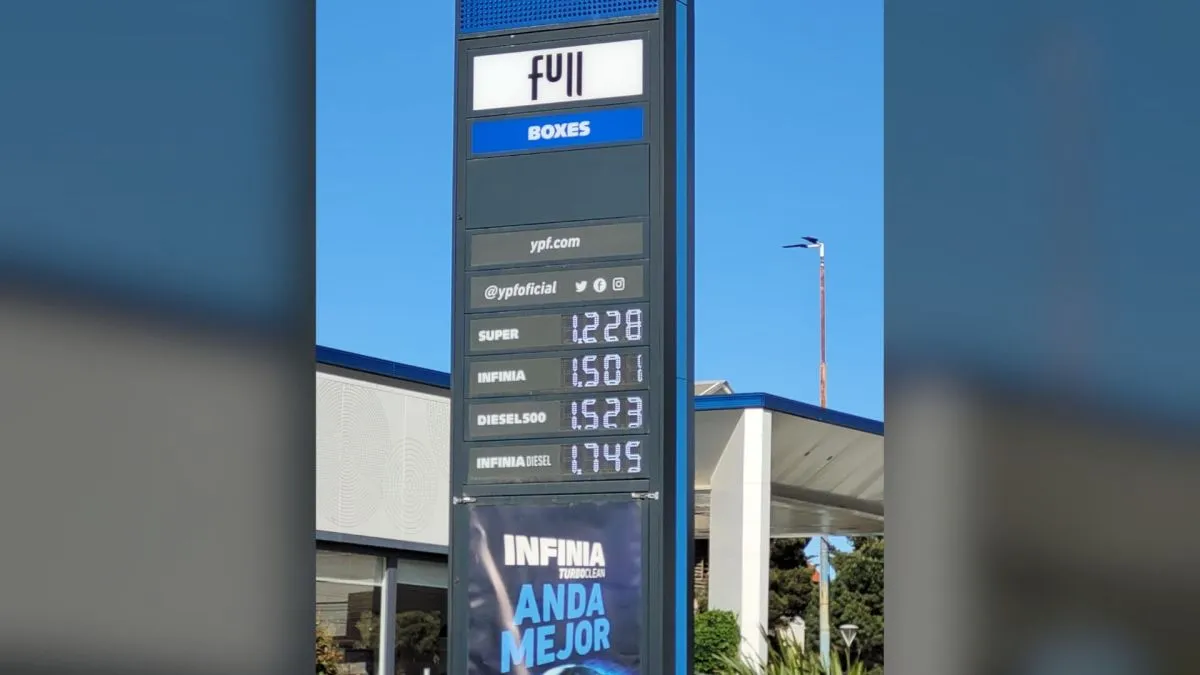 full
BOXES
ypf.com
@ypfoficial
SUPER 1.228
INFINIA 1.501
DIESEL500 1.523
INFINIA DIESEL 1.745
INFINIA
TURBOCLEAN
ANDA
MEJOR